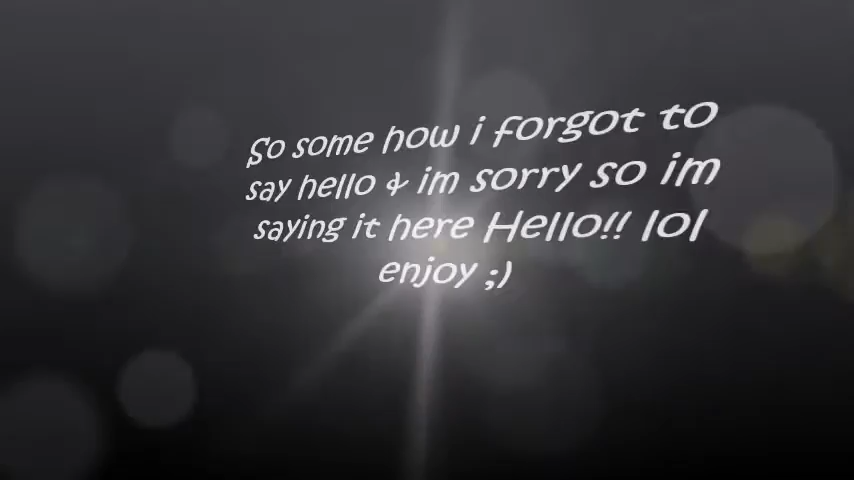 So some how i forgot to
say hello & im sorry so im
saying it here Hello!! lol
enjoy ;)